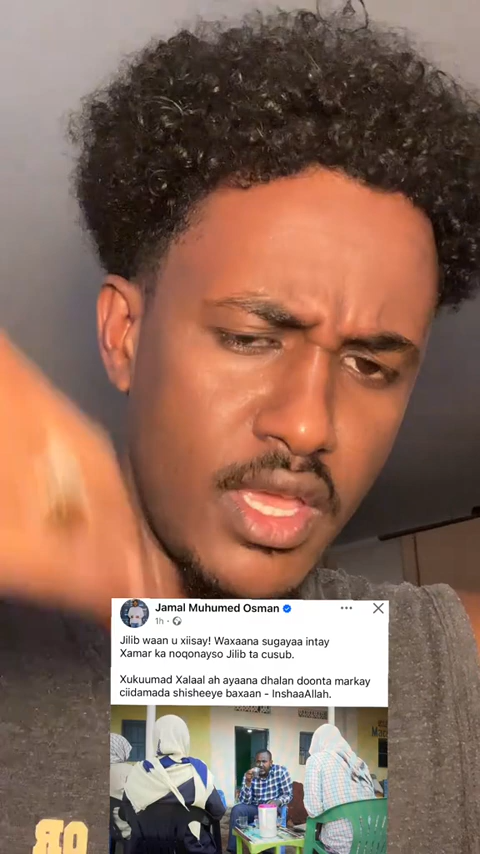 Jamal Muhumed Osman
1h
Jilib waan u xiisay! Waxaana sugayaa intay
Xamar ka noqonayso Jilib ta cusub.
Xukuumad Xalaal ah ayaana dhalan doonta markay
ciidamada shisheeye baxaan - InshaaAllah.